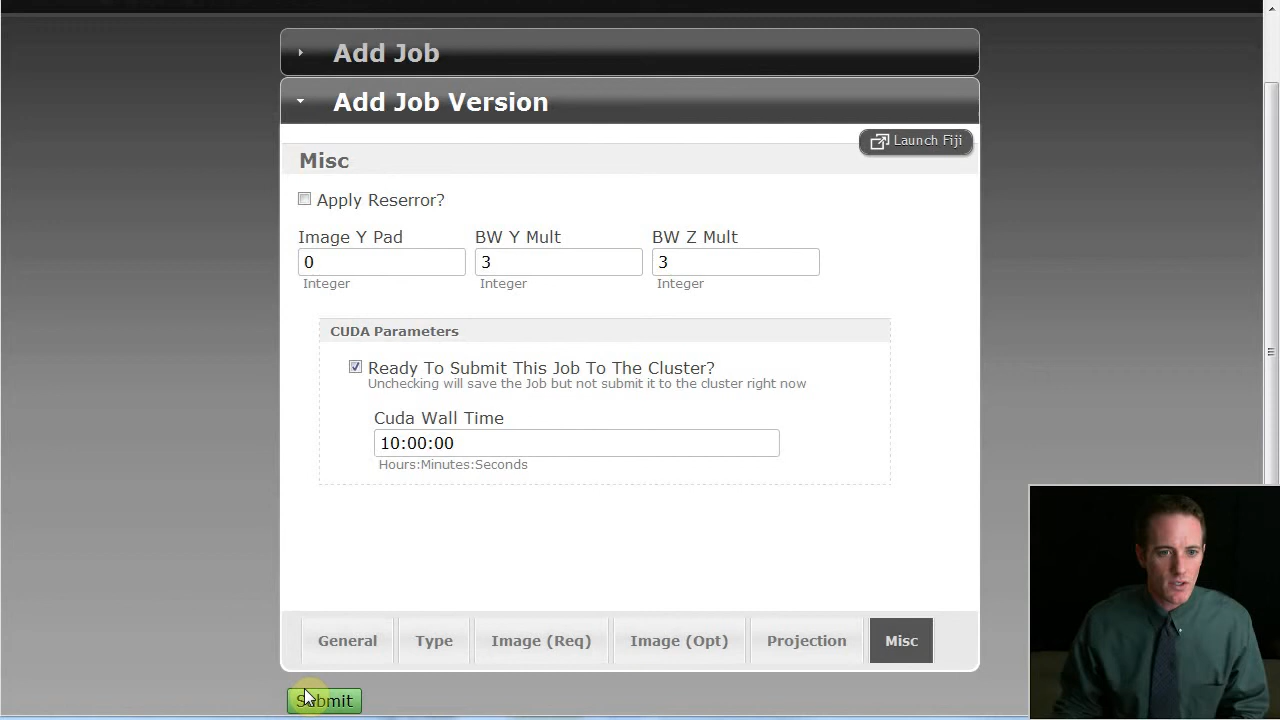 Add Job
Add Job Version
Launch Fiji
Misc
Apply Reserror?
Image Y Pad BW Y Mult BW Z Mult
0 3 3
Integer Integer Integer
CUDA Parameters
Ready To Submit This Job To The Cluster?
Unchecking will save the Job but not submit it to the cluster right now
Cuda Wall Time
10:00:00
Hours:Minutes:Seconds
General Type Image (Req) Image (Opt) Projection Misc
Submit